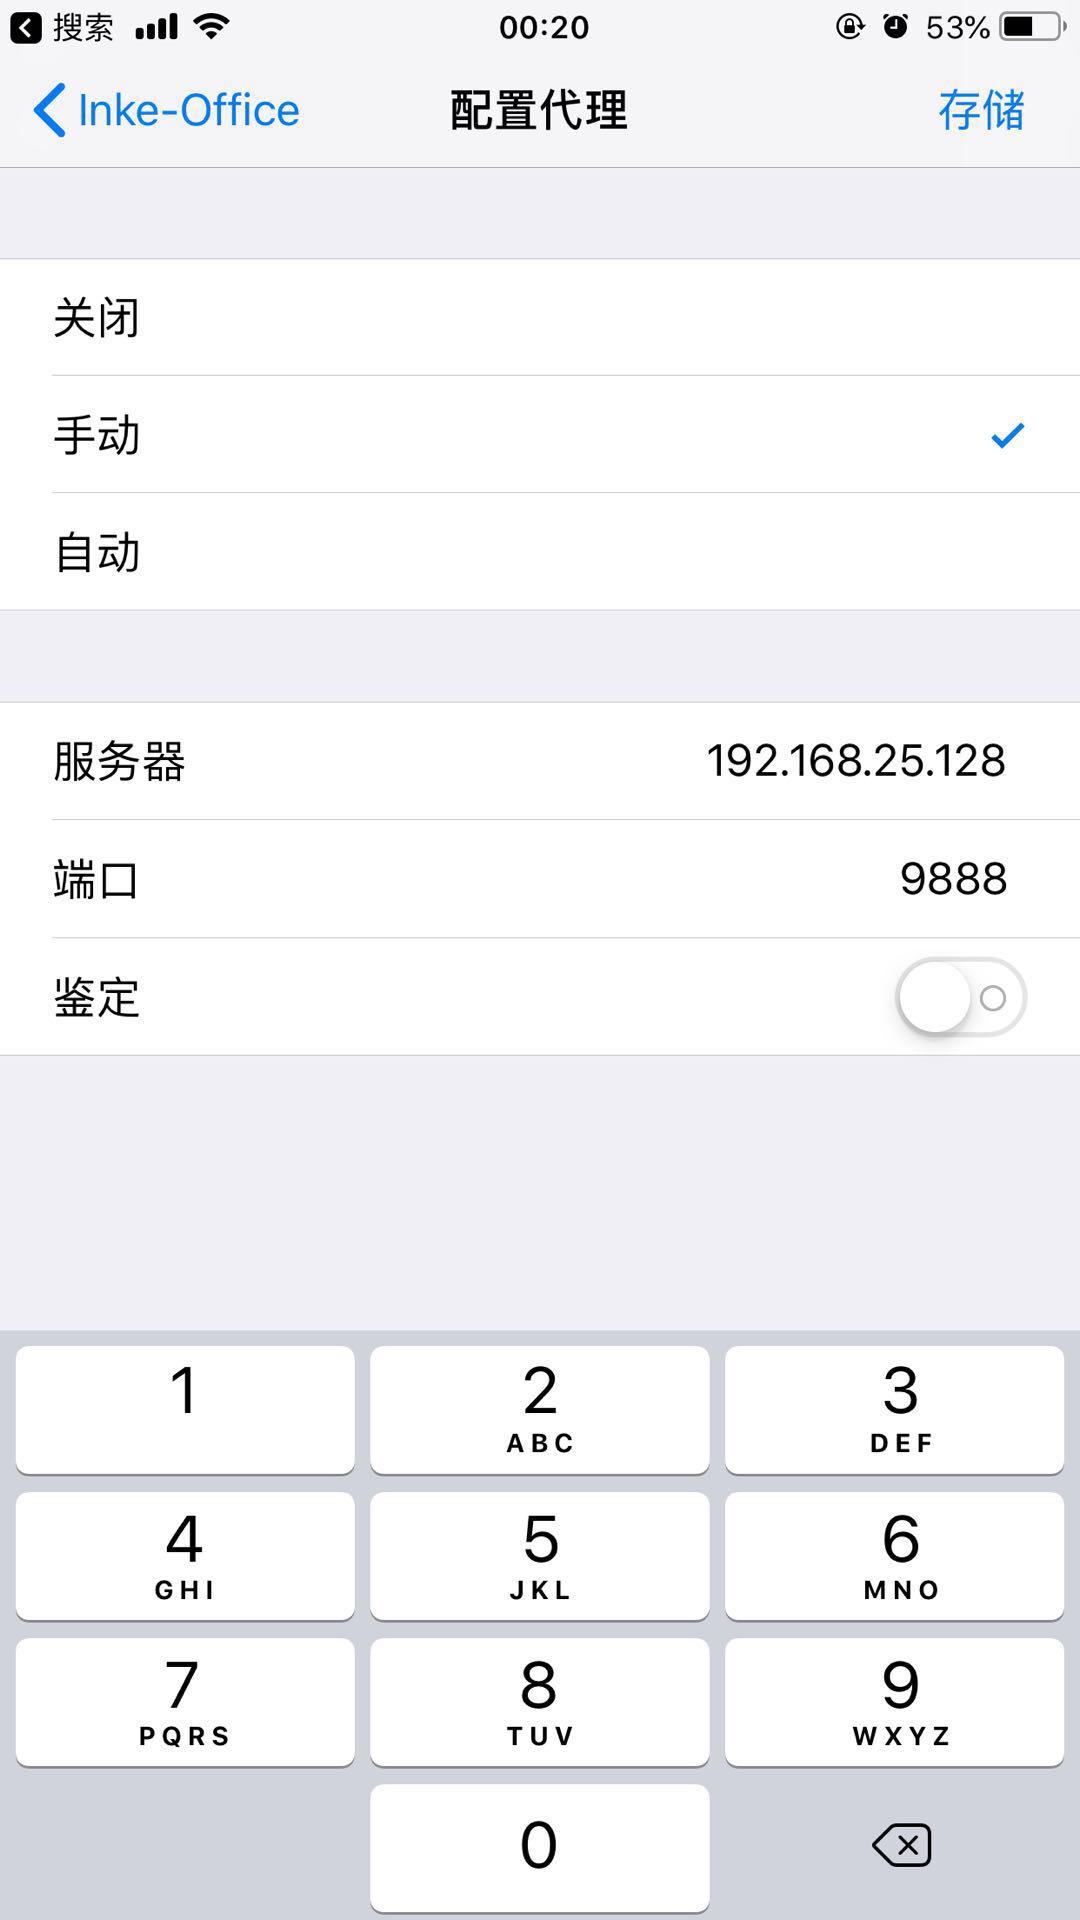 搜索 00:20 53%
Inke-Office 配置代理 存储
关闭
手动
自动
服务器 192.168.25.128
端口 9888
鉴定
1 2 3
ABC DEF
4 5 6
GHI JKL MNO
7 8 9
PQRS TUV WXYZ
0